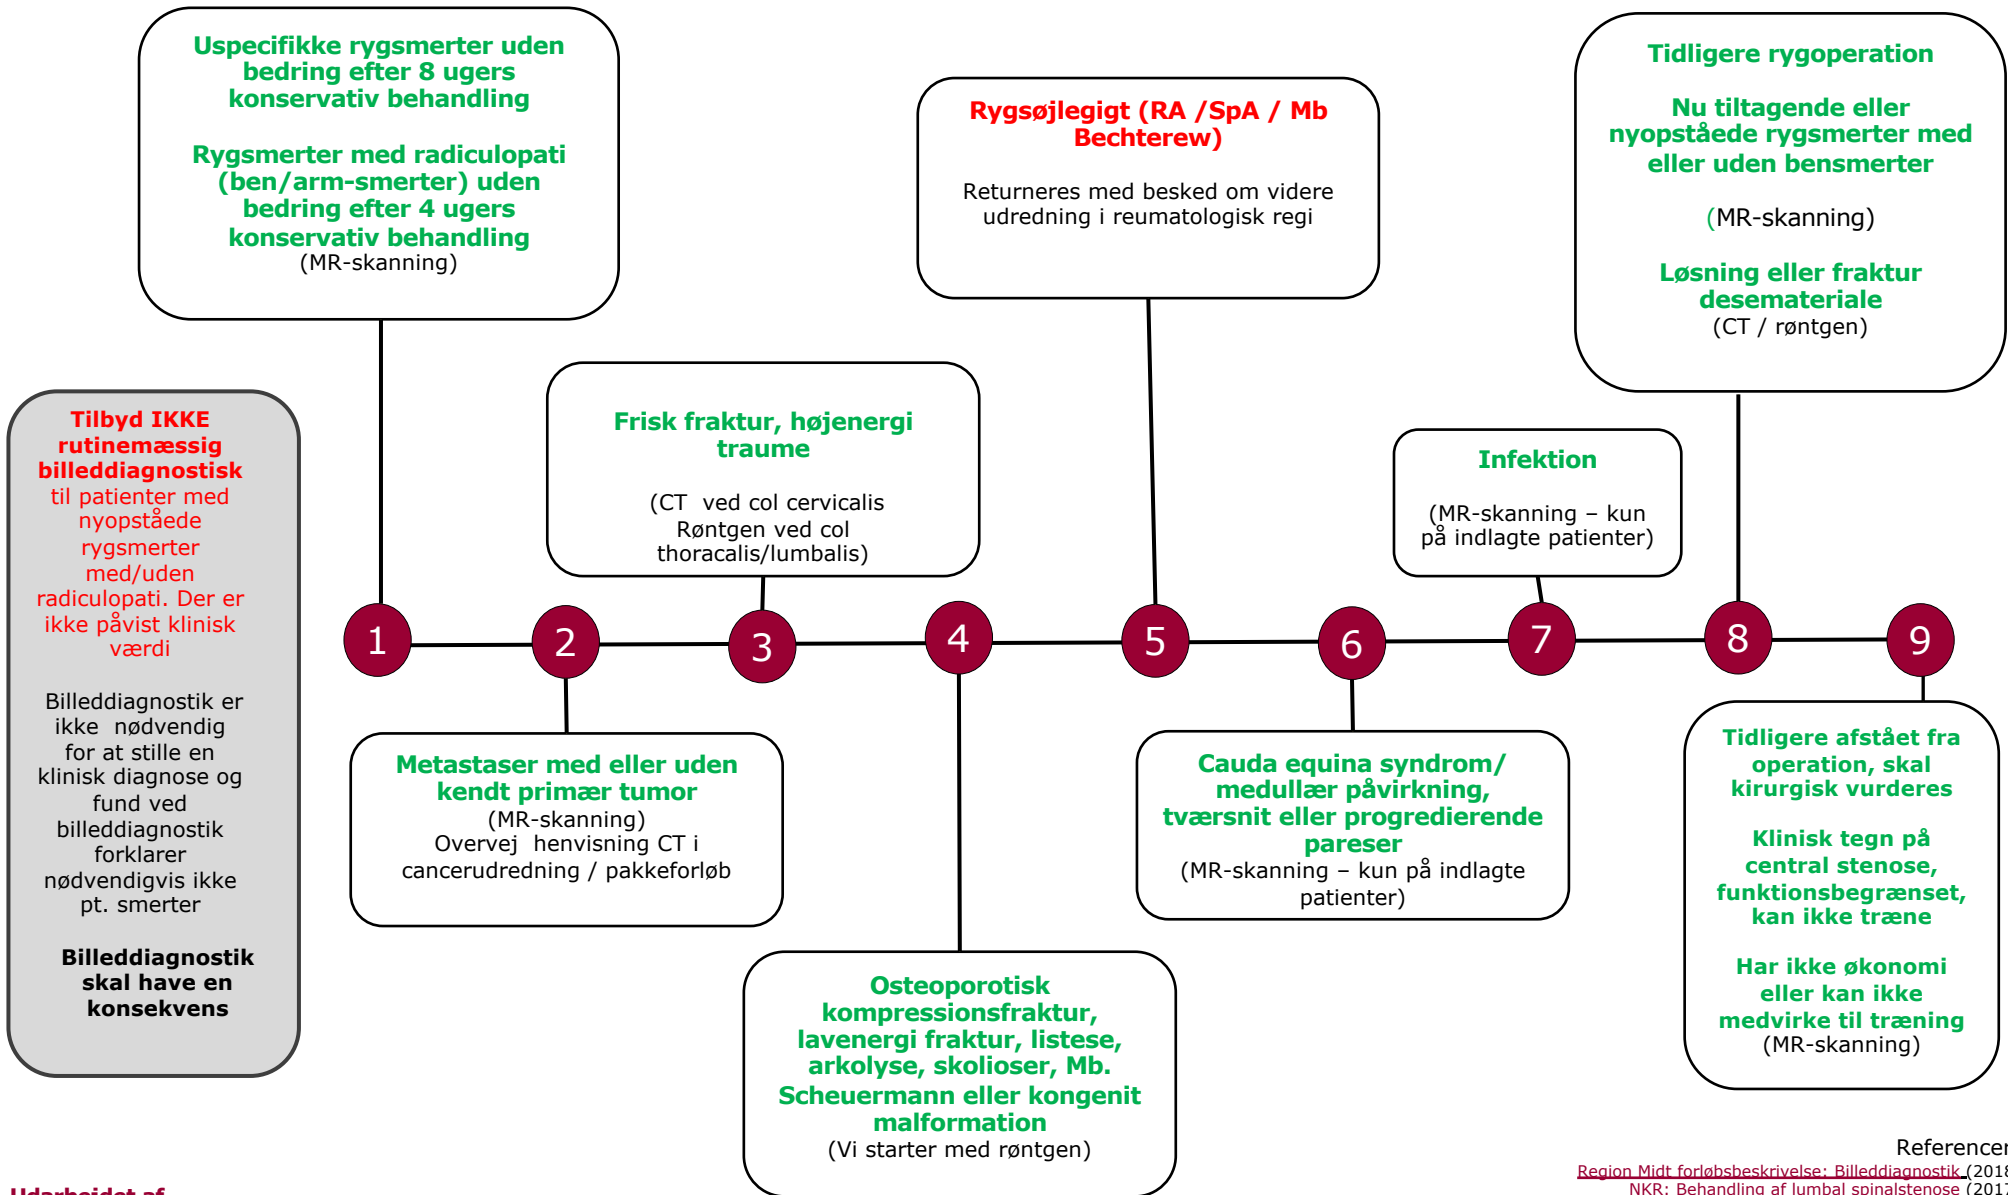 Uspecifikke rygsmerter uden
bedring efter 8 ugers
konservativ behandling
Rygsmerter med radiculopati
(ben/arm-smerter) uden
bedring efter 4 ugers
konservativ behandling
(MR-skanning)
Rygsøjlegigt (RA /SpA / Mb
Bechterew)
Returneres med besked om videre
udredning i reumatologisk regi
Tidligere rygoperation
Nu tiltagende eller
nyopståede rygsmerter med
eller uden bensmerter
(MR-skanning)
Løsning eller fraktur
desemateriale
(CT / røntgen)
Frisk fraktur, højenergi
traume
(CT  ved col cervicalis
Røntgen ved col
thoracalis/lumbalis)
Infektion
(MR-skanning – kun
på indlagte patienter)
Tilbyd IKKE
rutinemæssig
billeddiagnostisk
til patienter med
nyopståede
rygsmerter
med/uden
radiculopati. Der er
ikke påvist klinisk
værdi
Billeddiagnostik er
ikke  nødvendig
for at stille en
klinisk diagnose og
fund ved
billeddiagnostik
forklarer
nødvendigvis ikke
pt. smerter
Billeddiagnostik
skal have en
konsekvens
1
2
3
4
5
6
7
8
9
Metastaser med eller uden
kendt primær tumor
(MR-skanning)
Overvej  henvisning CT i
cancerudredning / pakkeforløb
Cauda equina syndrom/
medullær påvirkning,
tværsnit eller progredierende
pareser
(MR-skanning – kun på indlagte
patienter)
Tidligere afstået fra
operation, skal
kirurgisk vurderes
Klinisk tegn på
central stenose,
funktionsbegrænset,
kan ikke træne
Har ikke økonomi
eller kan ikke
medvirke til træning
(MR-skanning)
Osteoporotisk
kompressionsfraktur,
lavenergi fraktur, listese,
arkolyse, skolioser, Mb.
Scheuermann eller kongenit
malformation
(Vi starter med røntgen)
Referencer
Region Midt forløbsbeskrivelse: Billeddiagnostik (2018
NKR: Behandling af lumbal spinalstenose (2017
Udarbejdet af